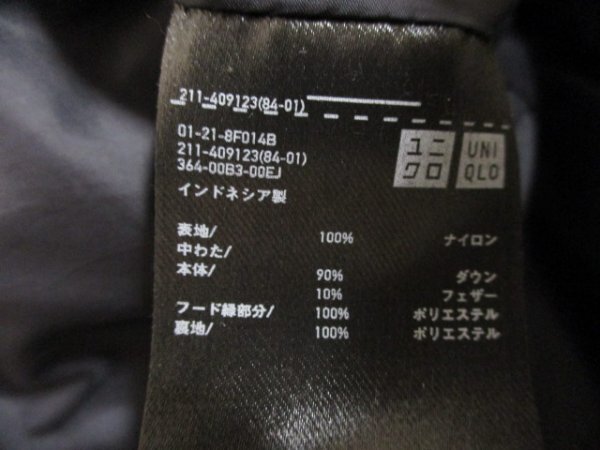 211-409123(84-01)
01-21-8F014B
211-409123(84-01)
364-00B3-00EJ
インドネシア製
ユニ
クロ
UNI
QLO
表地/ 100% ナイロン
中わた/
本体/ 90% ダウン
10% フェザー
フード縁部分/ 100% ポリエステル
裏地/ 100% ポリエステル